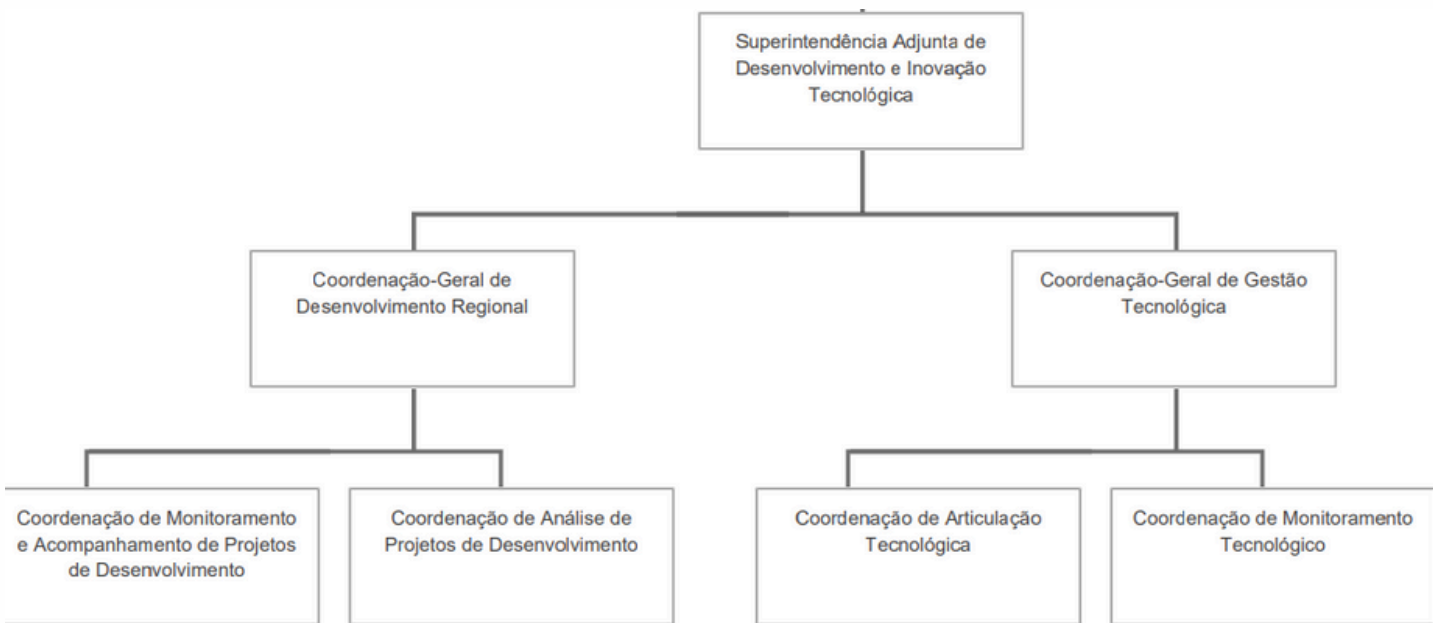 Superintendência Adjunta de
Desenvolvimento e Inovação
Tecnológica
Coordenação-Geral de
Desenvolvimento Regional
Coordenação-Geral de Gestão
Tecnológica
Coordenação de Monitoramento
e Acompanhamento de Projetos
de Desenvolvimento
Coordenação de Análise de
Projetos de Desenvolvimento
Coordenação de Articulação
Tecnológica
Coordenação de Monitoramento
Tecnológico